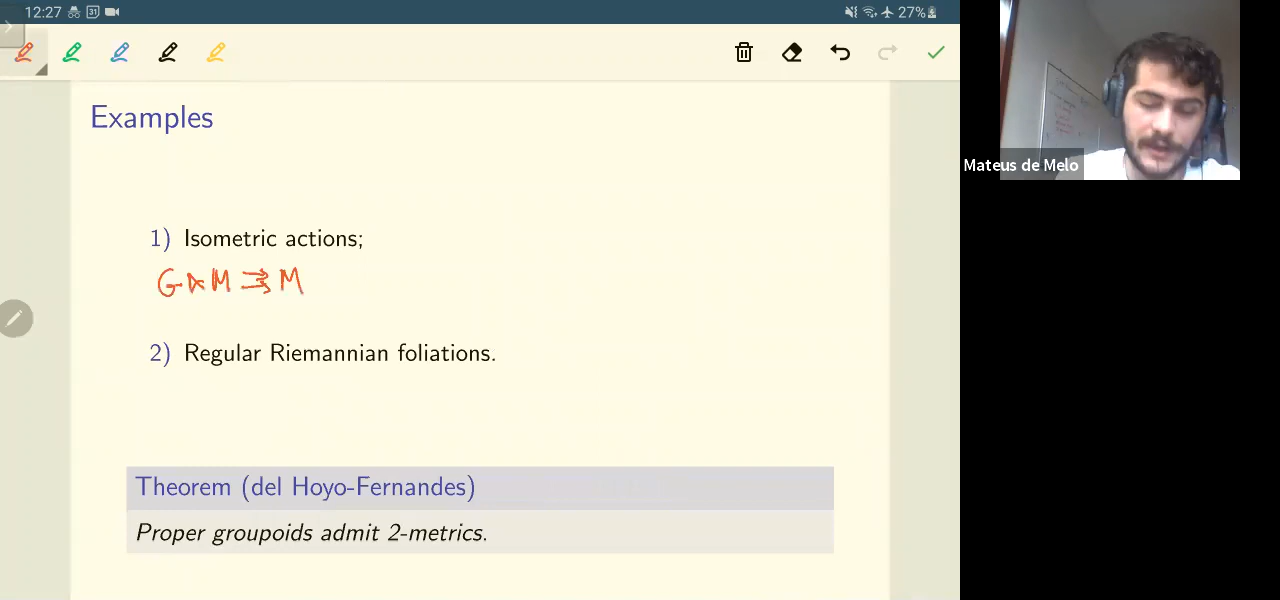 12:27 31 27%
Examples
1) Isometric actions;
G ⋉ M ⇉ M
2) Regular Riemannian foliations.
Theorem (del Hoyo-Fernandes)
Proper groupoids admit 2-metrics.
Mateus de Melo